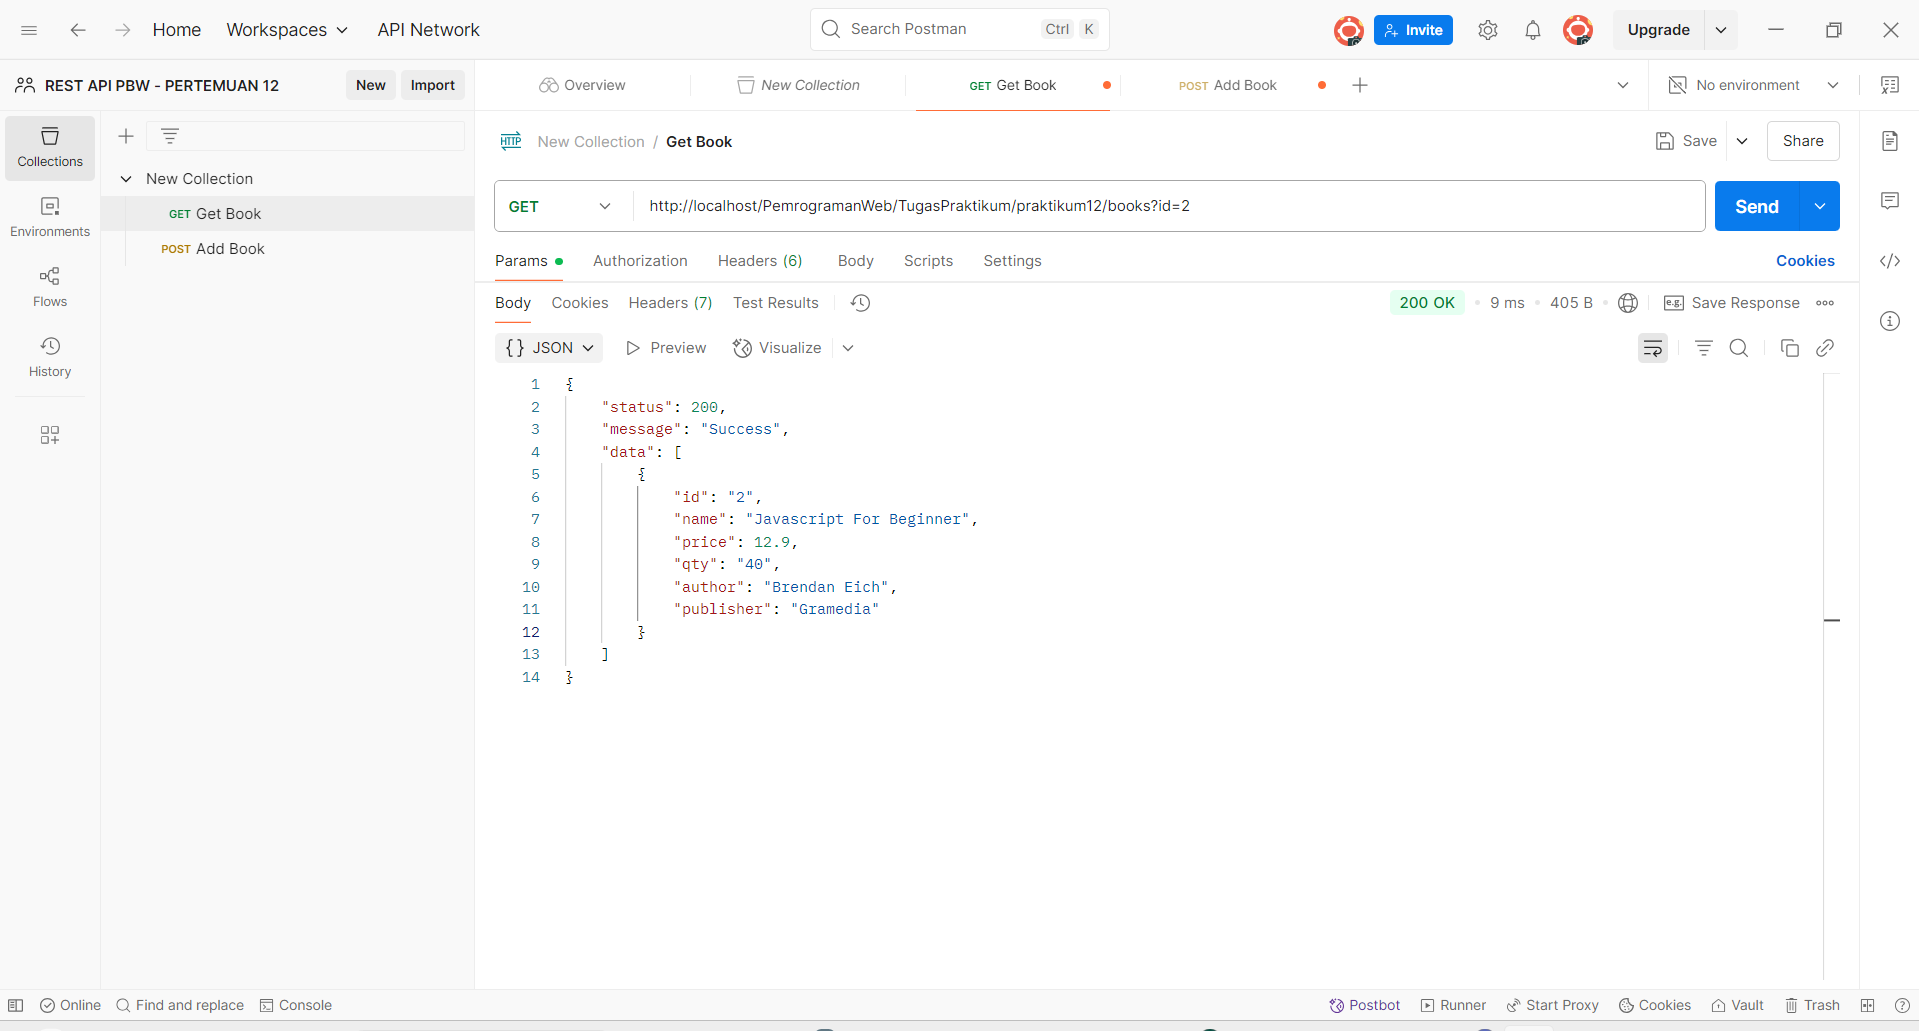 Home Workspaces API Network Search Postman Ctrl K Invite Upgrade
REST API PBW - PERTEMUAN 12 New Import Overview New Collection GET Get Book POST Add Book No environment
Collections
New Collection
GET Get Book
POST Add Book
Environments
Flows
History
HTTP New Collection / Get Book Save Share
GET http://localhost/PemrogramanWeb/TugasPraktikum/praktikum12/books?id=2 Send
Params Authorization Headers (6) Body Scripts Settings Cookies
Body Cookies Headers (7) Test Results 200 OK 9 ms 405 B e.g. Save Response
{} JSON Preview Visualize
1 {
2 "status": 200,
3 "message": "Success",
4 "data": [
5 {
6 "id": "2",
7 "name": "Javascript For Beginner",
8 "price": 12.9,
9 "qty": "40",
10 "author": "Brendan Eich",
11 "publisher": "Gramedia"
12 }
13 ]
14 }
Online Find and replace Console Postbot Runner Start Proxy Cookies Vault Trash